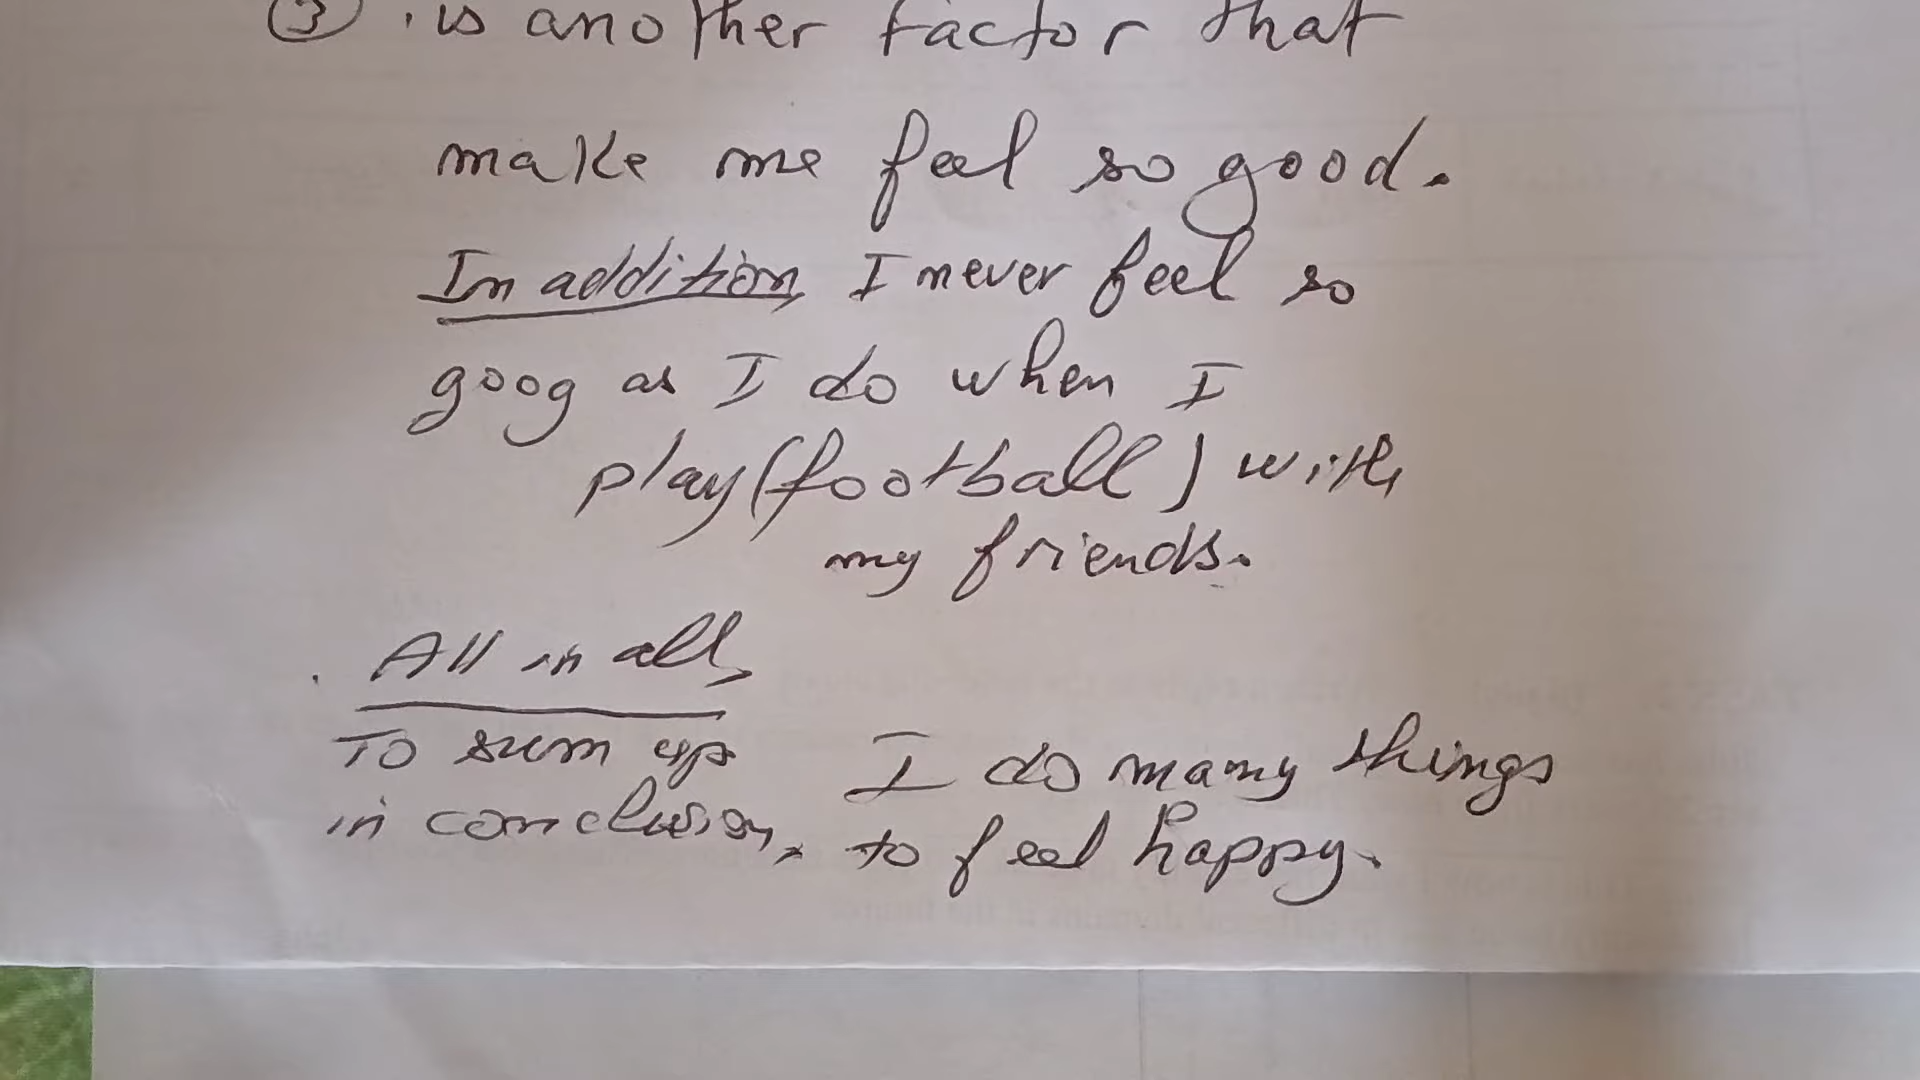 ③ . is another factor that
make me feel so good.
In addition, I never feel so
goog as I do when I
play (football) with
my friends.
. All in all,
To sum up
in conclusion, I do many things
to feel happy.